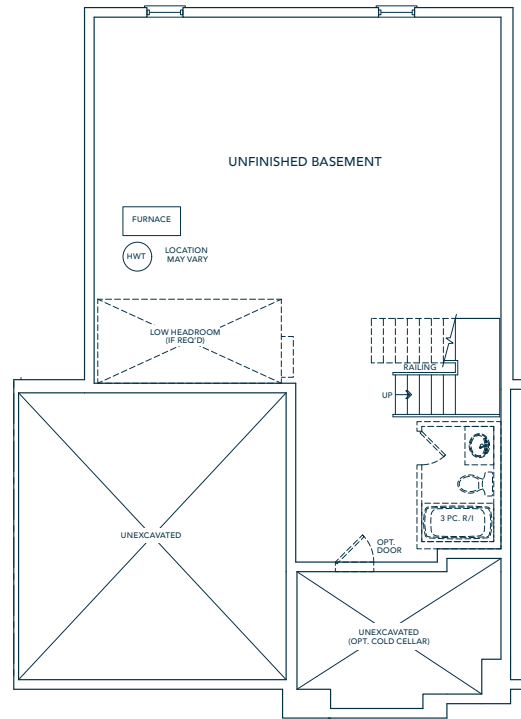 UNFINISHED BASEMENT
FURNACE
HWT
LOCATION
MAY VARY
LOW HEADROOM
(IF REQ'D)
RAILING
UP
3 PC. R/I
OPT.
DOOR
UNEXCAVATED
UNEXCAVATED
(OPT. COLD CELLAR)